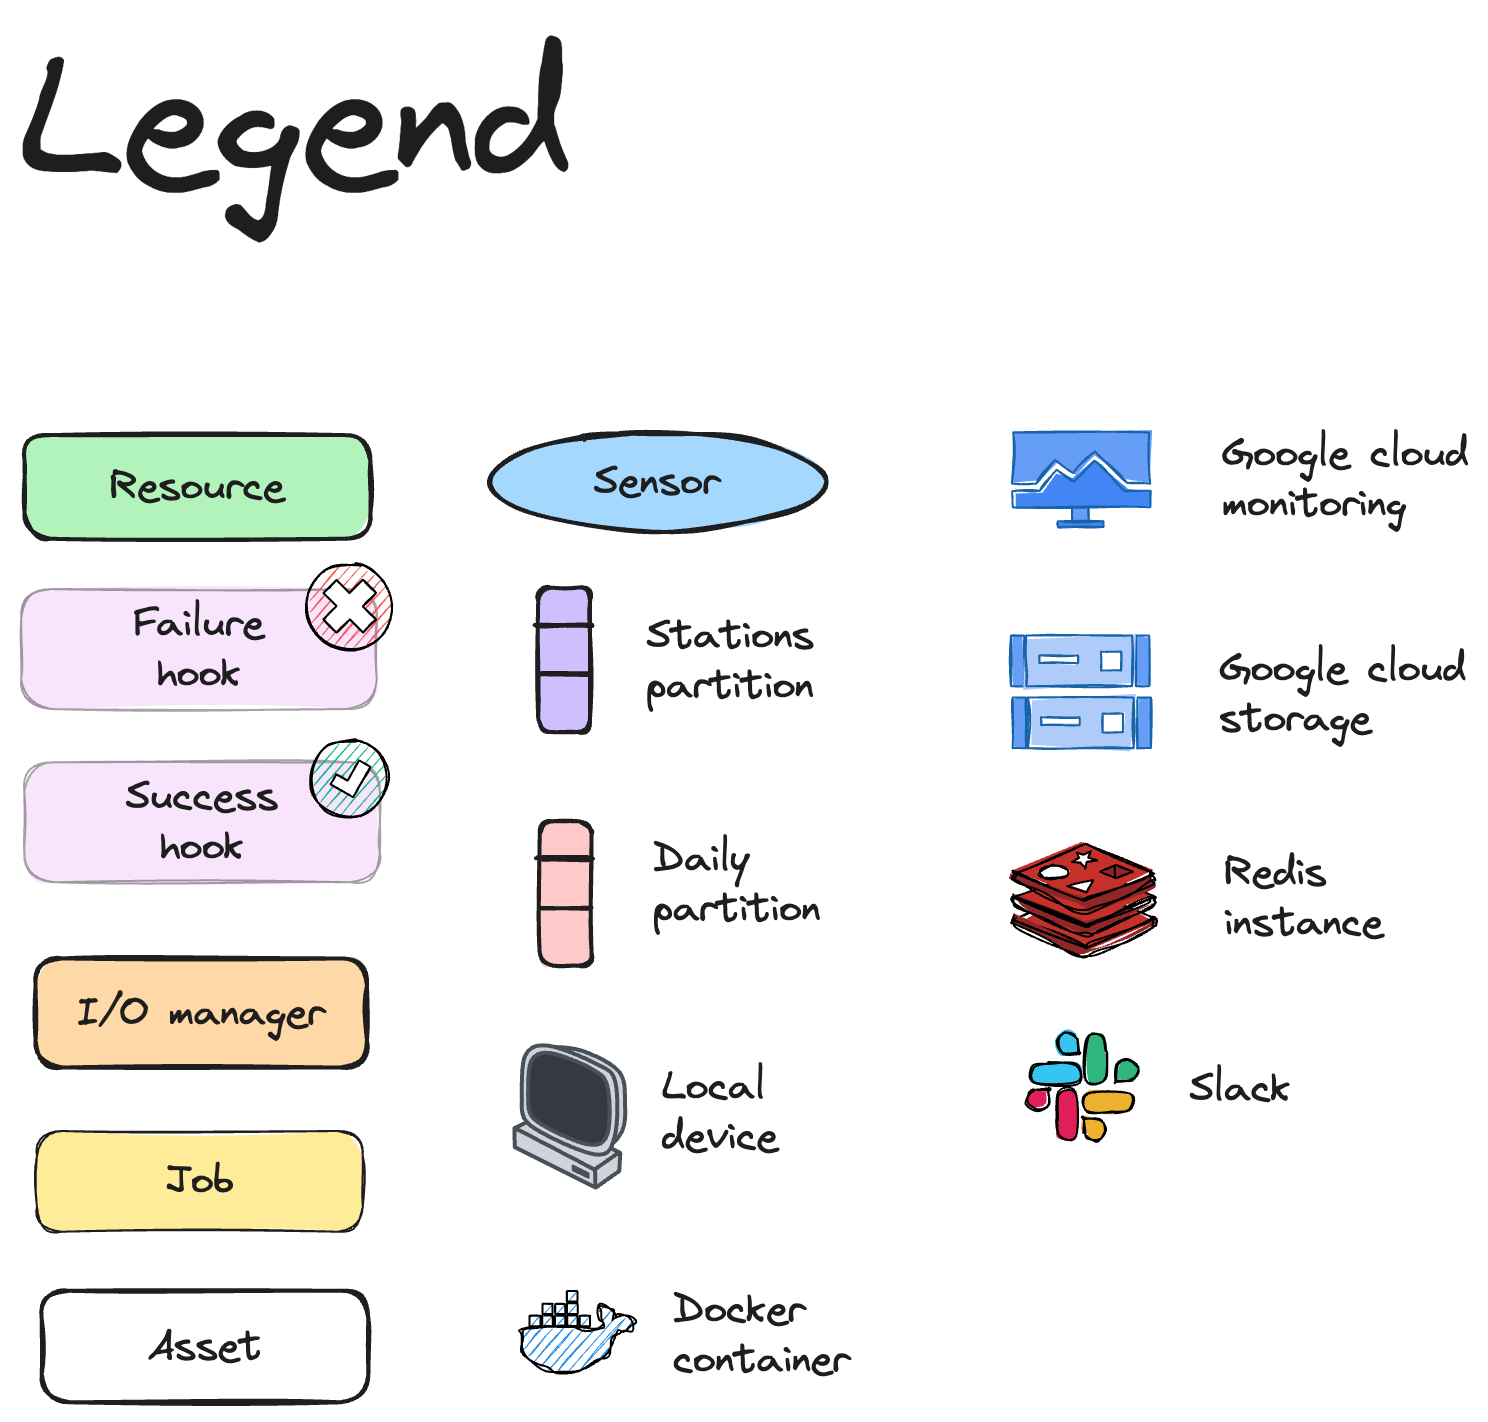 Legend
Resource
Failure
hook
Success
hook
I/O manager
Job
Asset
Sensor
Stations
partition
Daily
partition
Local
device
Docker
container
Google cloud
monitoring
Google cloud
storage
Redis
instance
Slack